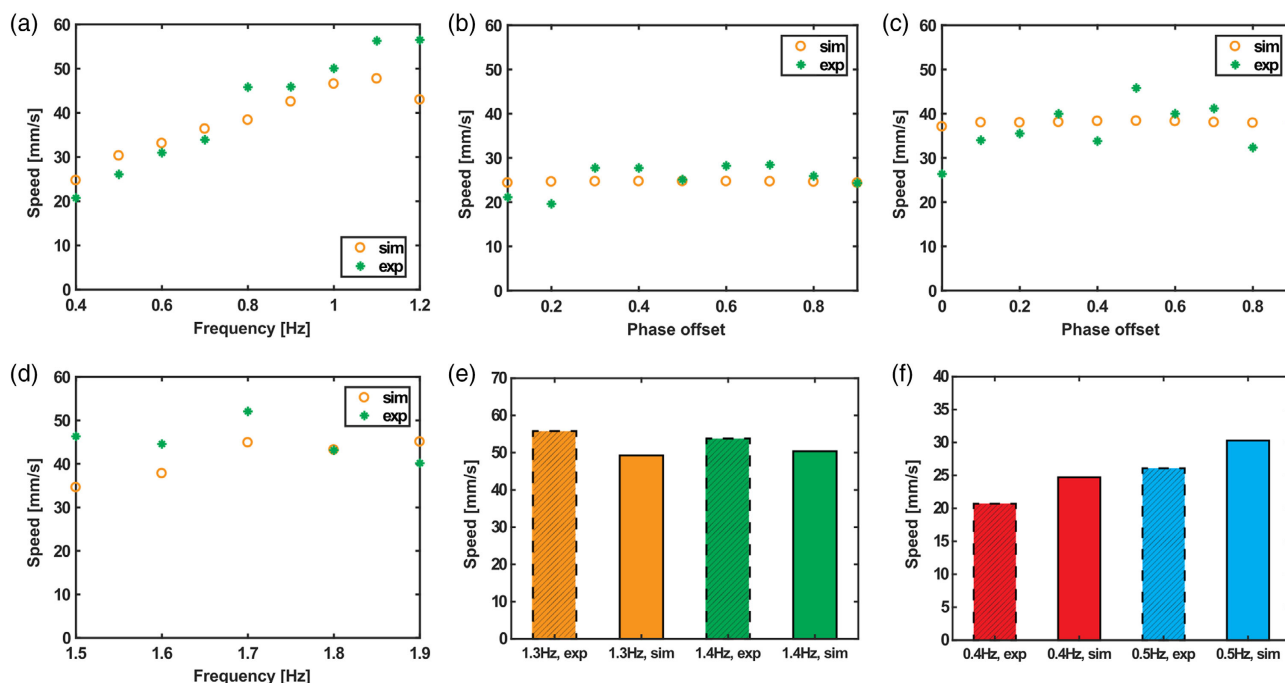 (a)
60
50
40
30
20
10
0
Speed [mm/s]
sim
exp
0.4 0.6 0.8 1 1.2
Frequency [Hz]
(b)
60
50
40
30
20
10
0
Speed [mm/s]
sim
exp
0.2 0.4 0.6 0.8
Phase offset
(c)
60
50
40
30
20
10
0
Speed [mm/s]
sim
exp
0 0.2 0.4 0.6 0.8
Phase offset
(d)
60
50
40
30
20
10
0
Speed [mm/s]
sim
exp
1.5 1.6 1.7 1.8 1.9
Frequency [Hz]
(e)
70
60
50
40
30
20
10
0
Speed [mm/s]
1.3Hz, exp 1.3Hz, sim 1.4Hz, exp 1.4Hz, sim
(f)
40
35
30
25
20
15
10
5
0
Speed [mm/s]
0.4Hz, exp 0.4Hz, sim 0.5Hz, exp 0.5Hz, sim